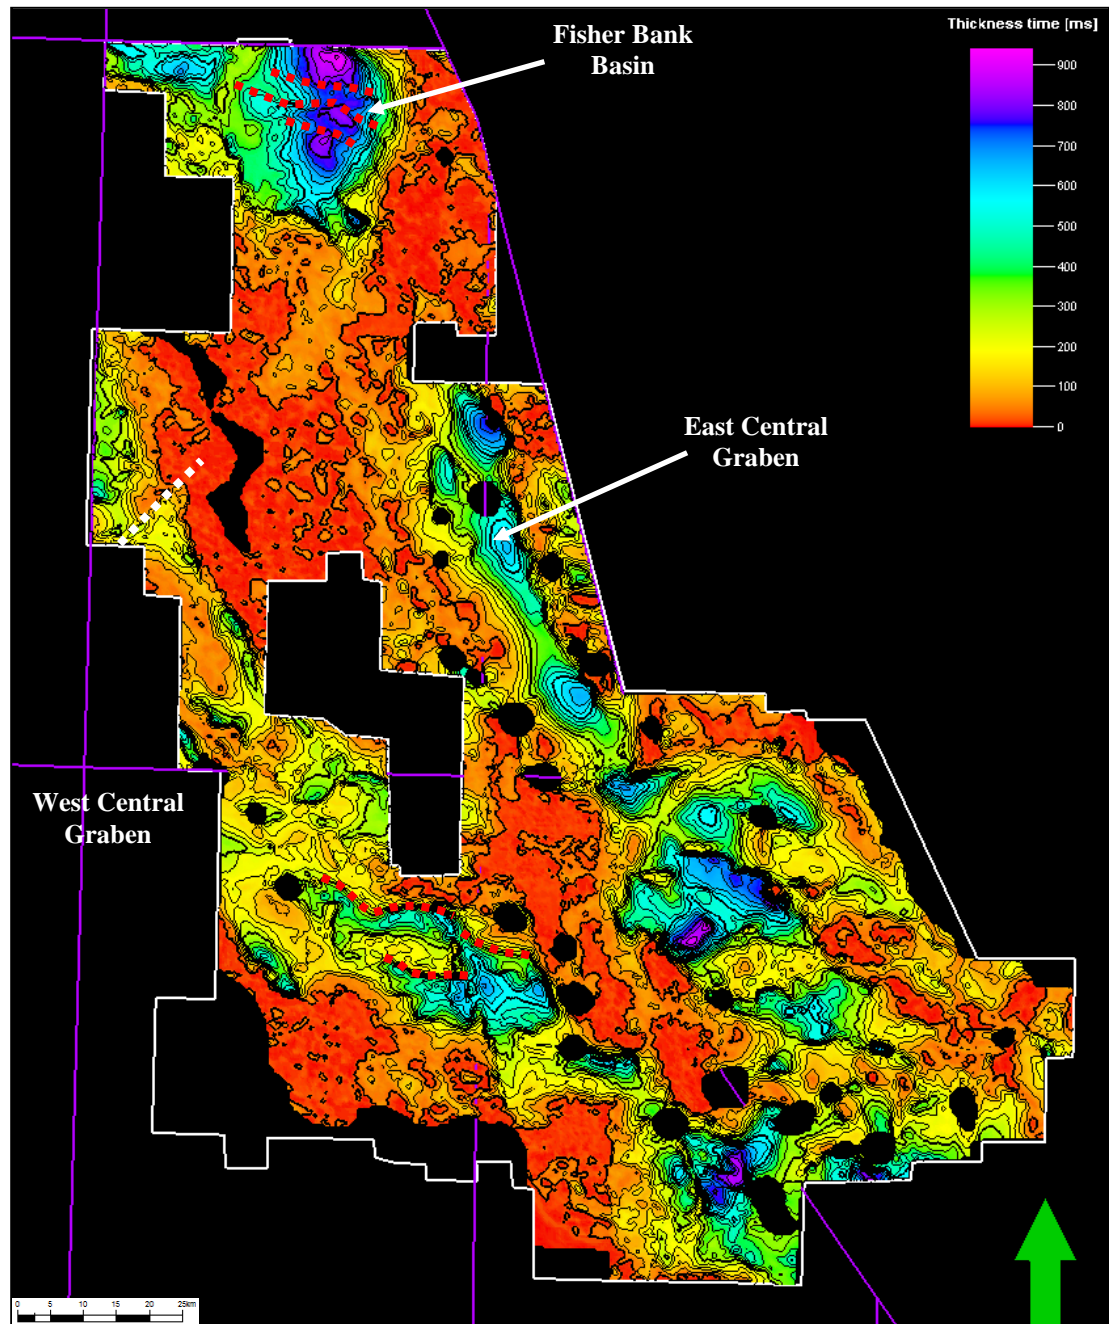 Thickness time [ms]
Fisher Bank
Basin
900
800
700
600
500
400
300
200
100
0
East Central
Graben
West Central
Graben
0 5 10 15 20 25km